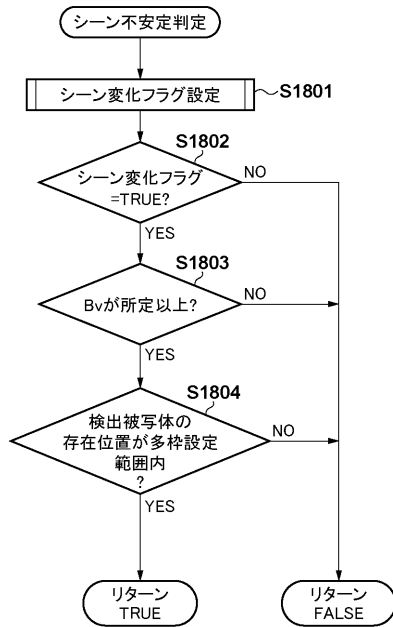 シーン不安定判定
シーン変化フラグ設定
S1801
S1802
シーン変化フラグ
=TRUE?
NO
YES
S1803
Bvが所定以上?
NO
YES
S1804
検出被写体の
存在位置が多枠設定
範囲内
?
NO
YES
リターン
TRUE
リターン
FALSE